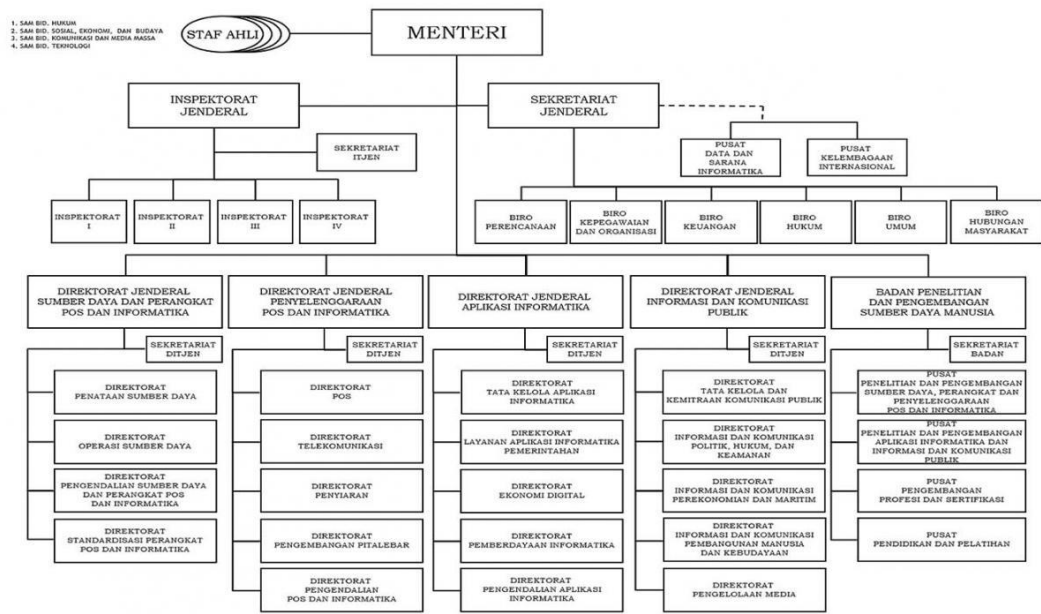 1. SAM BID. HUKUM
2. SAM BID. SOSIAL, EKONOMI, DAN BUDAYA
3. SAM BID. KOMUNIKASI DAN MEDIA MASSA
4. SAM BID. TEKNOLOGI
STAF AHLI
MENTERI
INSPEKTORAT
JENDERAL
SEKRETARIAT
JENDERAL
SEKRETARIAT
ITJEN
PUSAT
DATA DAN
SARANA
INFORMATIKA
PUSAT
KELEMBAGAAN
INTERNASIONAL
INSPEKTORAT
I
INSPEKTORAT
II
INSPEKTORAT
III
INSPEKTORAT
IV
BIRO
PERENCANAAN
BIRO
KEPEGAWAIAN
DAN ORGANISASI
BIRO
KEUANGAN
BIRO
HUKUM
BIRO
UMUM
BIRO
HUBUNGAN
MASYARAKAT
DIREKTORAT JENDERAL
SUMBER DAYA DAN PERANGKAT
POS DAN INFORMATIKA
SEKRETARIAT
DITJEN
DIREKTORAT
PENATAAN SUMBER DAYA
DIREKTORAT
OPERASI SUMBER DAYA
DIREKTORAT
PENGENDALIAN SUMBER DAYA
DAN PERANGKAT POS
DAN INFORMATIKA
DIREKTORAT
STANDARDISASI PERANGKAT
POS DAN INFORMATIKA
DIREKTORAT JENDERAL
PENYELENGGARAAN
POS DAN INFORMATIKA
SEKRETARIAT
DITJEN
DIREKTORAT
POS
DIREKTORAT
TELEKOMUNIKASI
DIREKTORAT
PENYIARAN
DIREKTORAT
PENGEMBANGAN PITALEBAR
DIREKTORAT
PENGENDALIAN
POS DAN INFORMATIKA
DIREKTORAT JENDERAL
APLIKASI INFORMATIKA
SEKRETARIAT
DITJEN
DIREKTORAT
TATA KELOLA APLIKASI
INFORMATIKA
DIREKTORAT
LAYANAN APLIKASI INFORMATIKA
PEMERINTAHAN
DIREKTORAT
EKONOMI DIGITAL
DIREKTORAT
PEMBERDAYAAN INFORMATIKA
DIREKTORAT
PENGENDALIAN APLIKASI
INFORMATIKA
DIREKTORAT JENDERAL
INFORMASI DAN KOMUNIKASI
PUBLIK
SEKRETARIAT
DITJEN
DIREKTORAT
TATA KELOLA DAN
KEMITRAAN KOMUNIKASI PUBLIK
DIREKTORAT
INFORMASI DAN KOMUNIKASI
POLITIK, HUKUM, DAN
KEAMANAN
DIREKTORAT
INFORMASI DAN KOMUNIKASI
PEREKONOMIAN DAN MARITIM
DIREKTORAT
INFORMASI DAN KOMUNIKASI
PEMBANGUNAN MANUSIA
DAN KEBUDAYAAN
DIREKTORAT
PENGELOLAAN MEDIA
BADAN PENELITIAN
DAN PENGEMBANGAN
SUMBER DAYA MANUSIA
SEKRETARIAT
BADAN
PUSAT
PENELITIAN DAN PENGEMBANGAN
SUMBER DAYA, PERANGKAT DAN
PENYELENGGARAAN
POS DAN INFORMATIKA
PUSAT
PENELITIAN DAN PENGEMBANGAN
APLIKASI INFORMATIKA DAN
INFORMASI DAN KOMUNIKASI
PUBLIK
PUSAT
PENGEMBANGAN
PROFESI DAN SERTIFIKASI
PUSAT
PENDIDIKAN DAN PELATIHAN